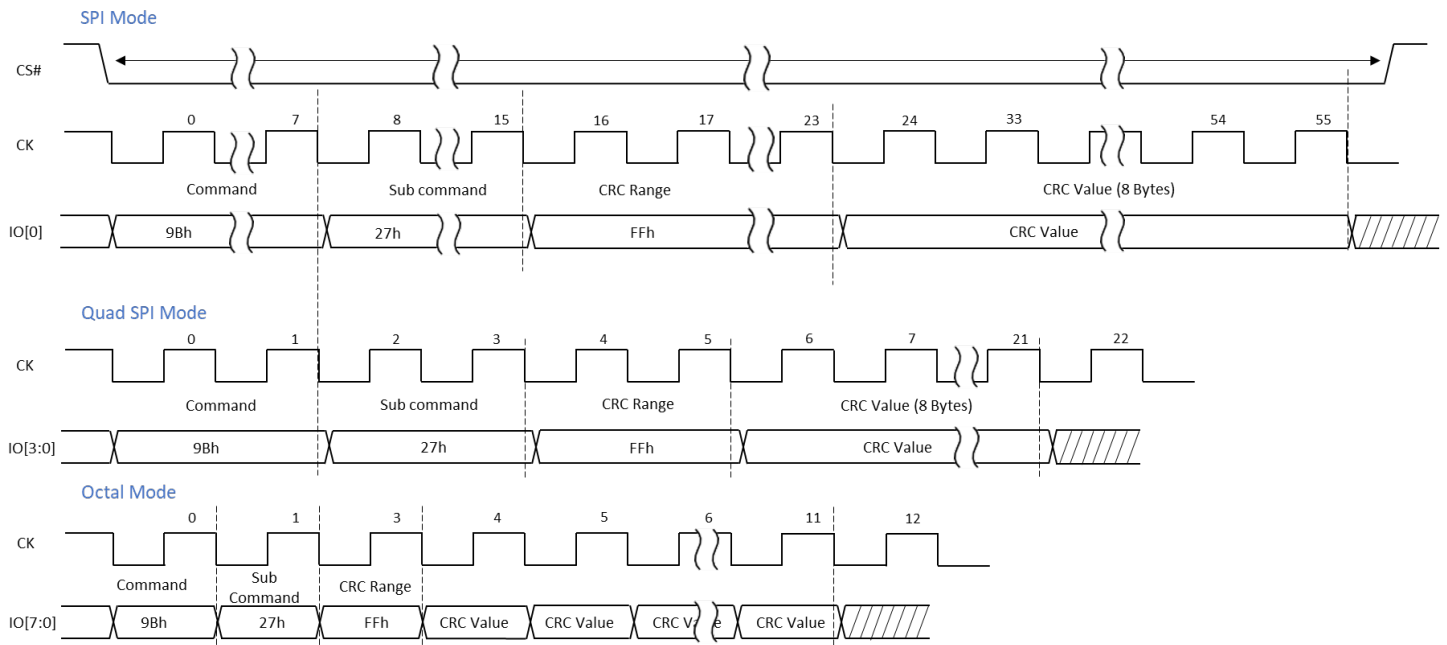 SPI Mode
CS#
0 7 8 15 16 17 23 24 33 54 55
CK
Command Sub command CRC Range CRC Value (8 Bytes)
IO[0] 9Bh 27h FFh CRC Value
Quad SPI Mode
0 1 2 3 4 5 6 7 21 22
CK
Command Sub command CRC Range CRC Value (8 Bytes)
IO[3:0] 9Bh 27h FFh CRC Value
Octal Mode
0 1 3 4 5 6 11 12
CK
Command Sub Command CRC Range
IO[7:0] 9Bh 27h FFh CRC Value CRC Value CRC Value CRC Value